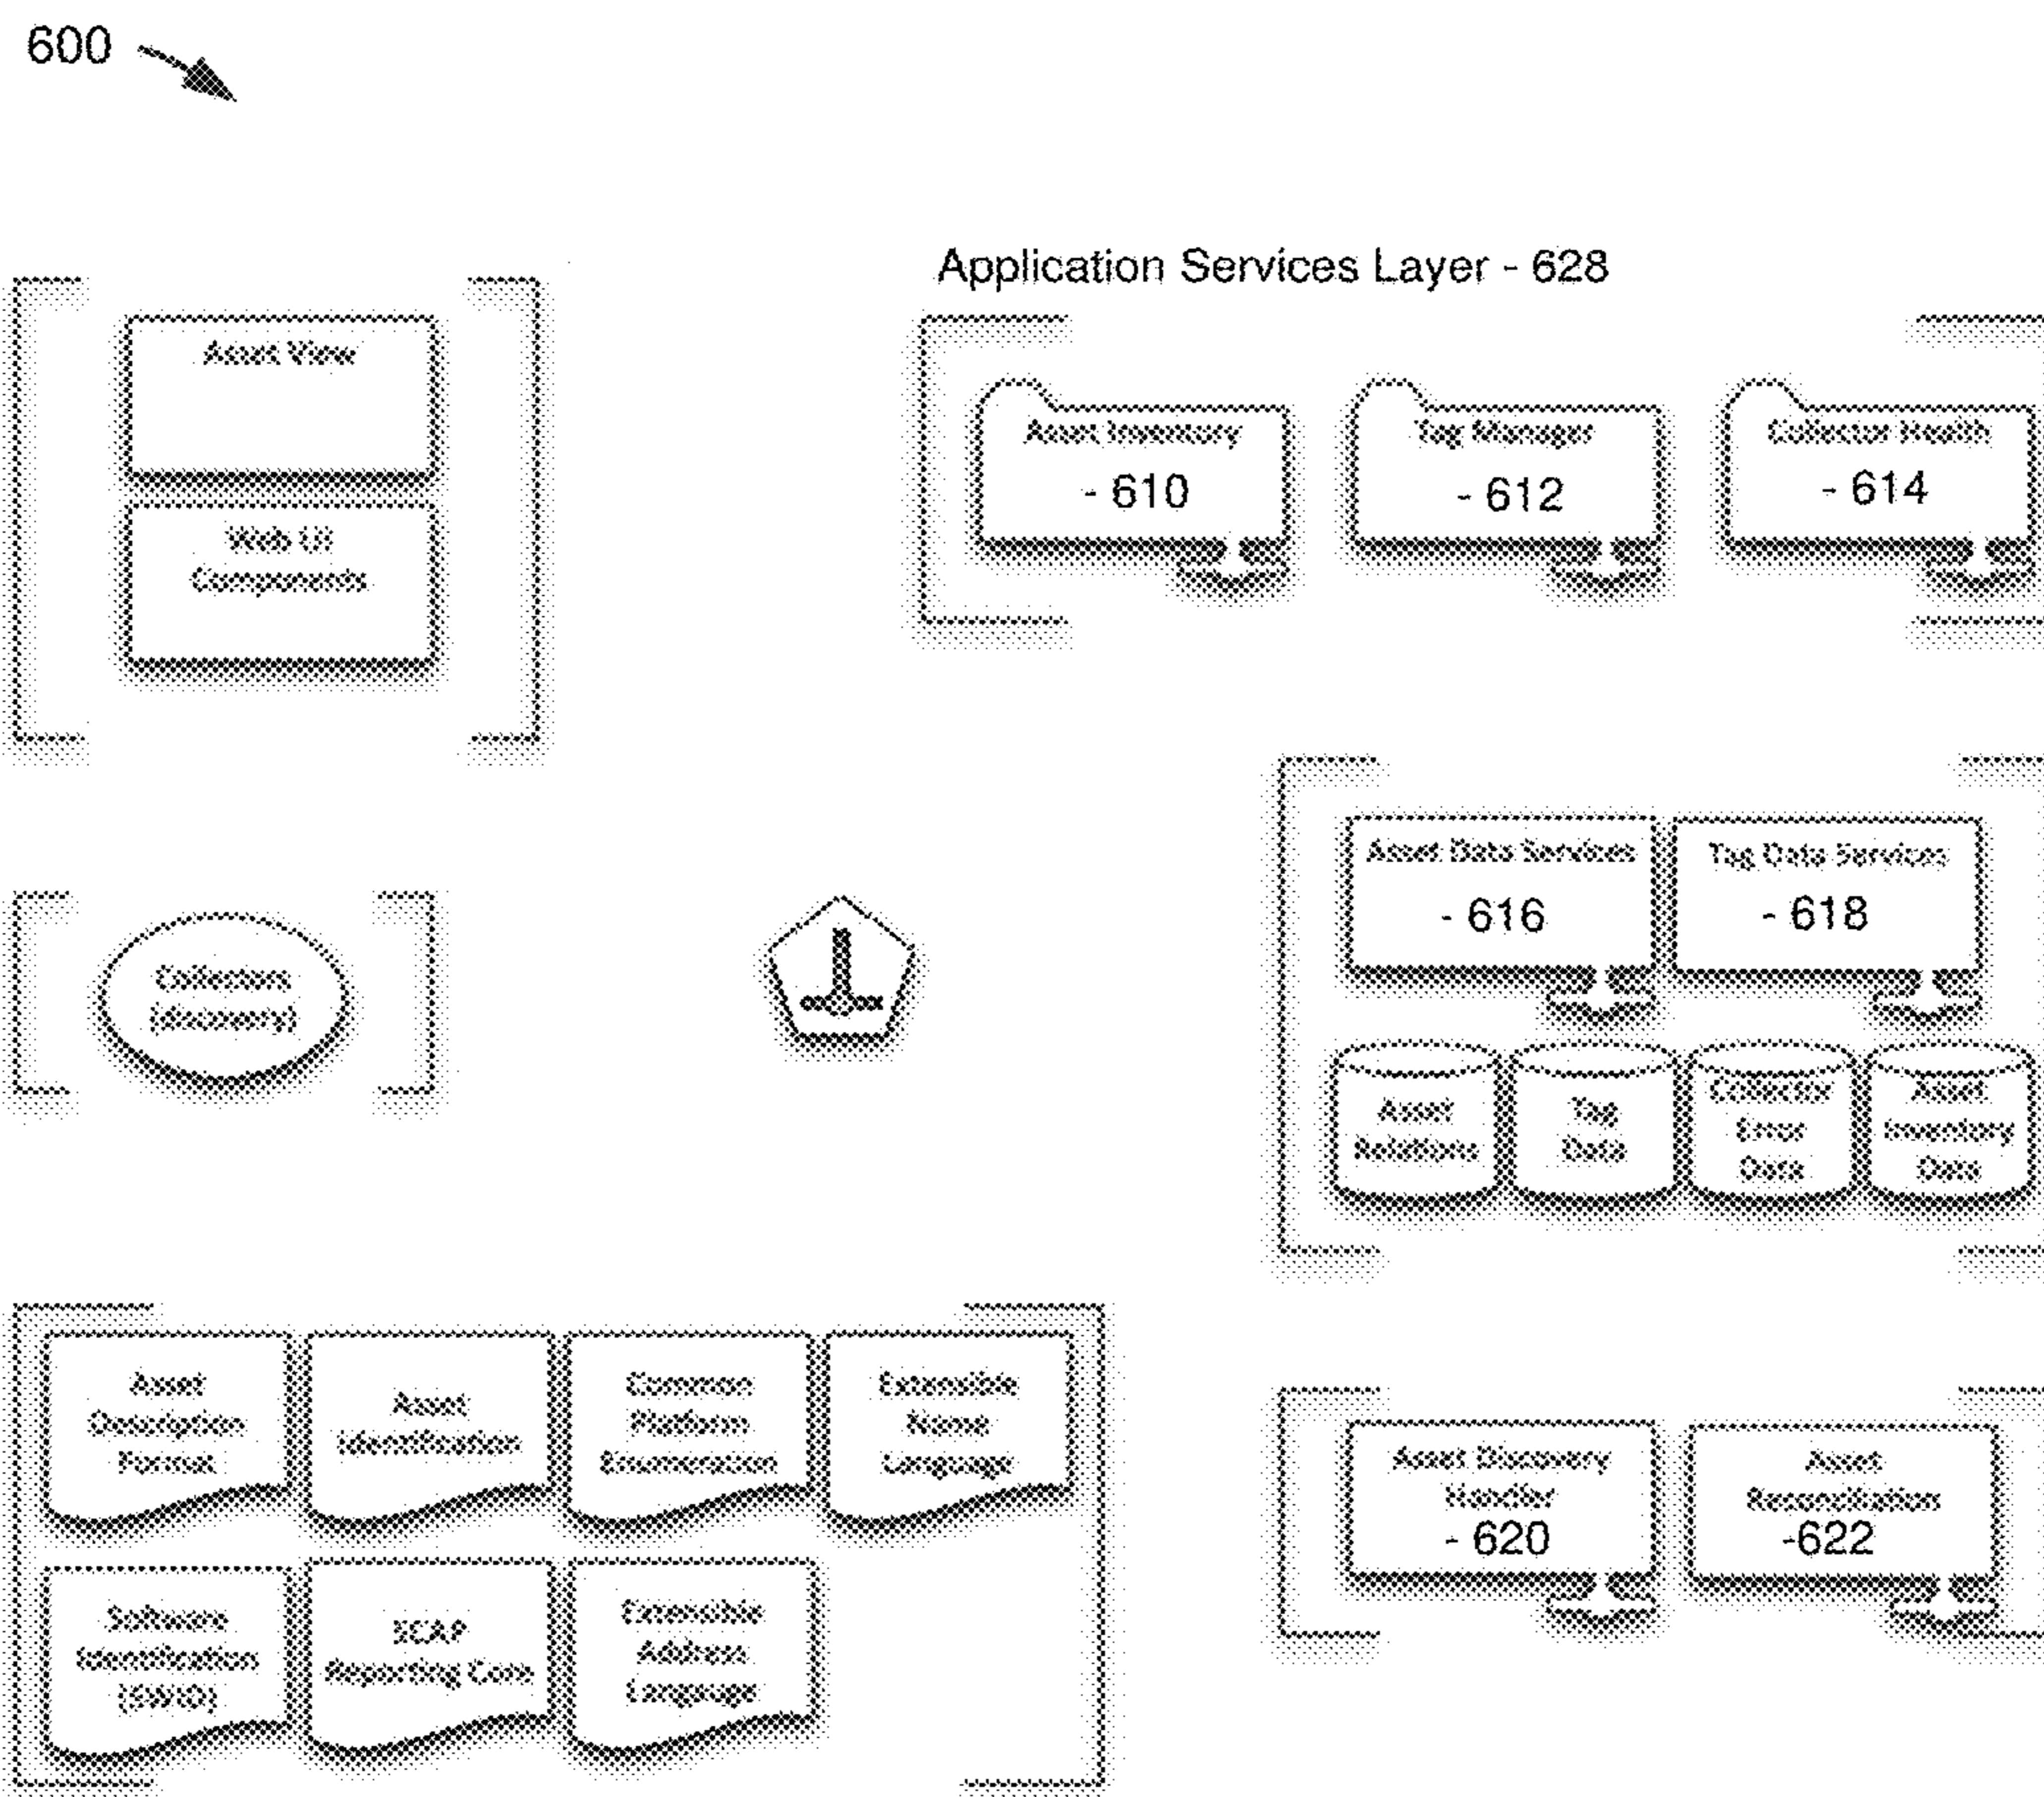 600
Application Services Layer - 628
Asset View
Web UI
Components
Asset Inventory
- 610
Tag Manager
- 612
Collector Health
- 614
Collectors
(discovery)
Asset Data Services
- 616
Tag Data Services
- 618
Asset
Relations
Tag
Data
Collector
Error
Data
Asset
Inventory
Data
Asset
Description
Format
Asset
Identification
Common
Platform
Enumeration
Extensible
Name
Language
Software
Identification
(SWID)
SCAP
Reporting Core
Extensible
Address
Language
Asset Discovery
Handler
- 620
Asset
Reconciliation
-622